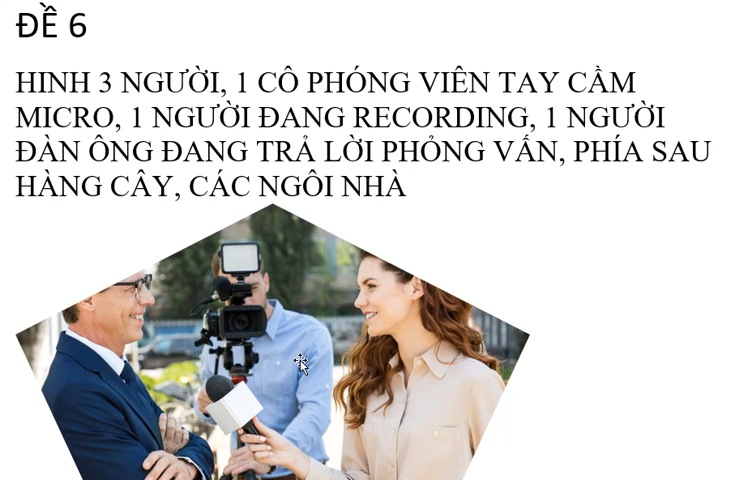 ĐỀ 6
HINH 3 NGƯỜI, 1 CÔ PHÓNG VIÊN TAY CẦM
MICRO, 1 NGƯỜI ĐANG RECORDING, 1 NGƯỜI
ĐÀN ÔNG ĐANG TRẢ LỜI PHỎNG VẤN, PHÍA SAU
HÀNG CÂY, CÁC NGÔI NHÀ